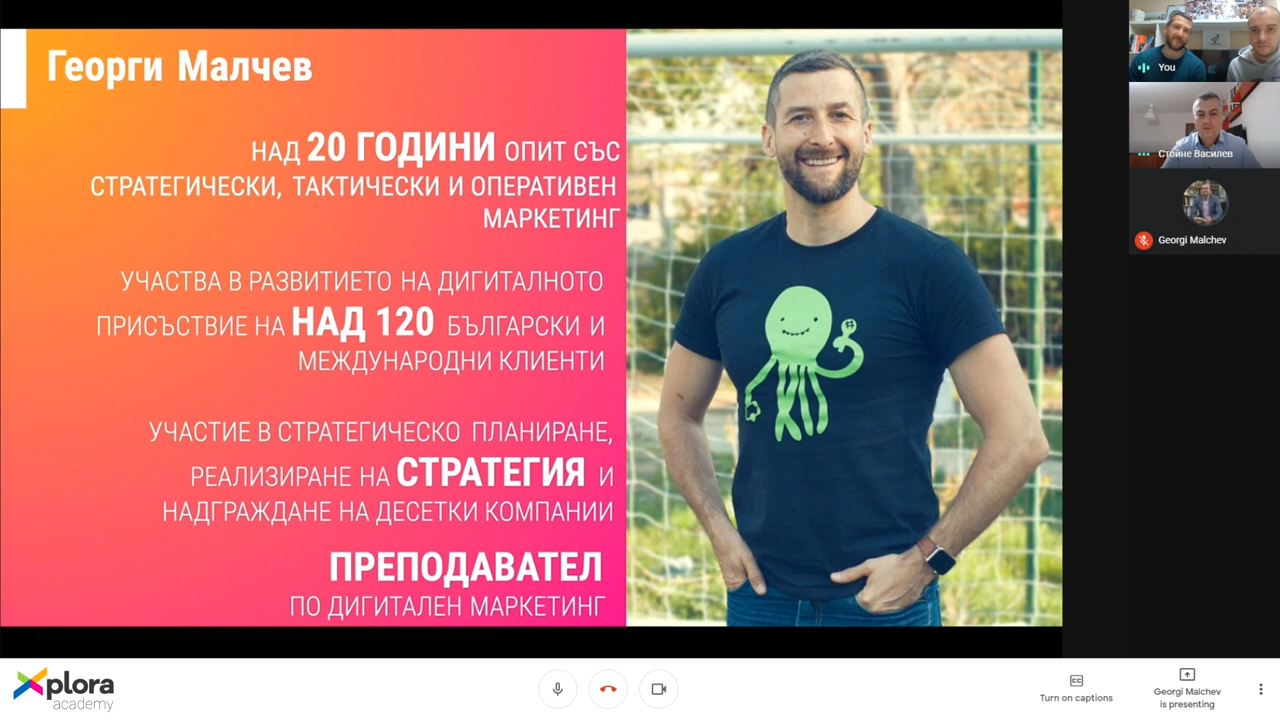 Георги Малчев
НАД 20 ГОДИНИ ОПИТ СЪС
СТРАТЕГИЧЕСКИ, ТАКТИЧЕСКИ И ОПЕРАТИВЕН
МАРКЕТИНГ
УЧАСТВА В РАЗВИТИЕТО НА ДИГИТАЛНОТО
ПРИСЪСТВИЕ НА НАД 120 БЪЛГАРСКИ И
МЕЖДУНАРОДНИ КЛИЕНТИ
УЧАСТИЕ В СТРАТЕГИЧЕСКО ПЛАНИРАНЕ,
РЕАЛИЗИРАНЕ НА СТРАТЕГИЯ И
НАДГРАЖДАНЕ НА ДЕСЕТКИ КОМПАНИИ
ПРЕПОДАВАТЕЛ
ПО ДИГИТАЛЕН МАРКЕТИНГ
You
Стойне Василев
Georgi Malchev
Xplora
academy
Turn on captions
Georgi Malchev
is presenting